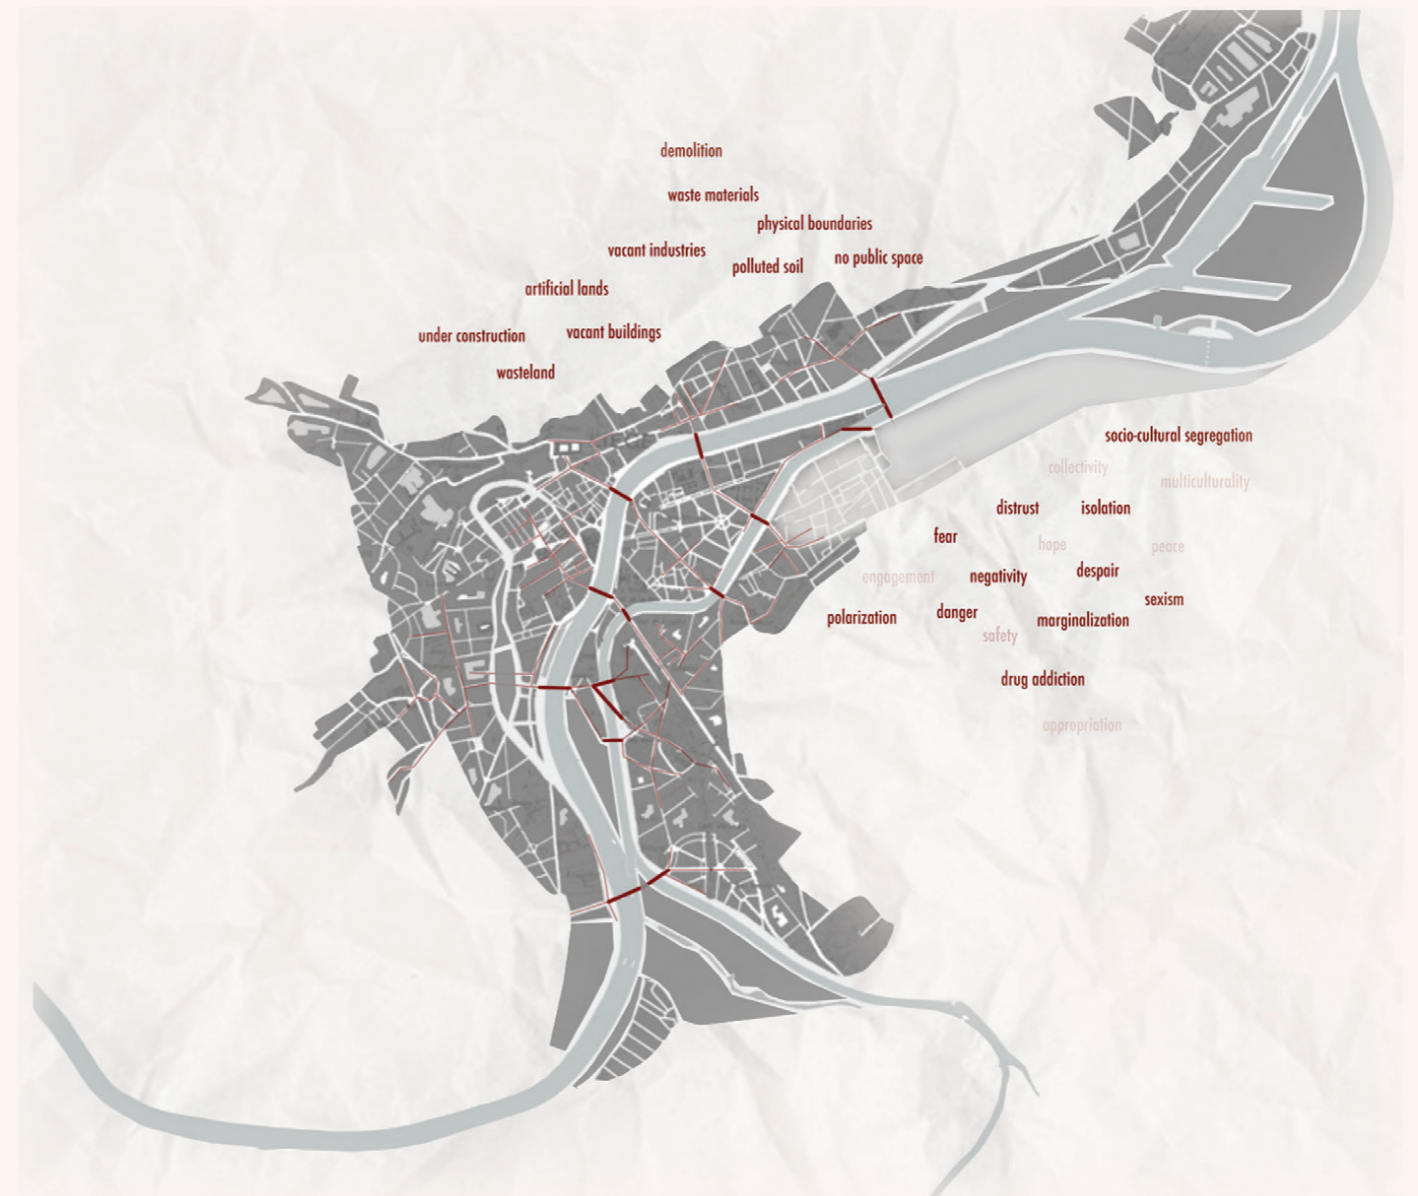 demolition
waste materials
physical boundaries
vacant industries
no public space
polluted soil
artificial lands
under construction
vacant buildings
wasteland
LIEGE
socio-cultural segregation
collectivity
multiculturality
distrust
isolation
fear
hope
peace
engagement
negativity
despair
sexism
polarization
danger
marginalization
safety
drug addiction
appropriation